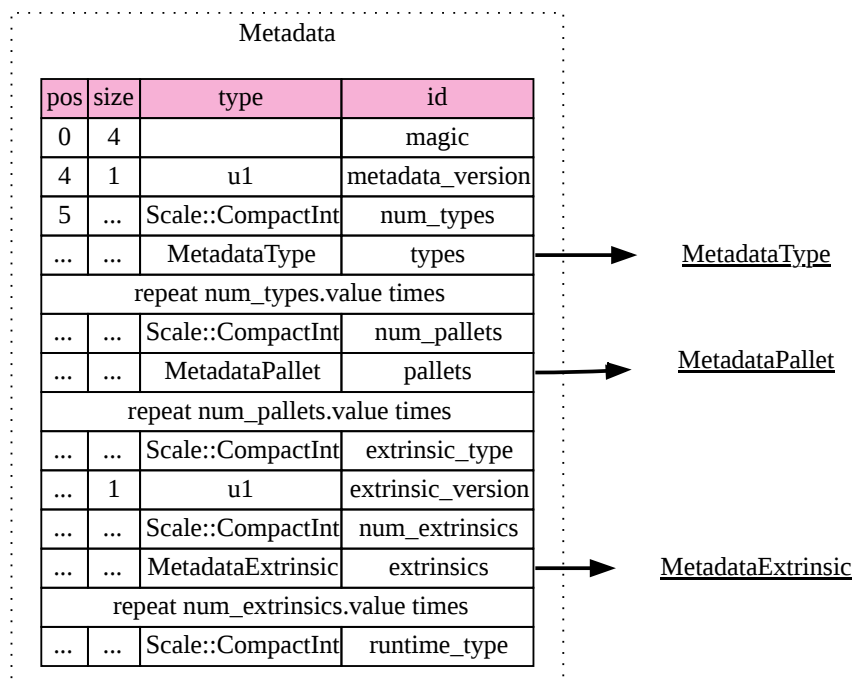 Metadata
pos size type id
0 4 magic
4 1 u1 metadata_version
5 ... Scale::CompactInt num_types
... ... MetadataType types MetadataType
repeat num_types.value times
... ... Scale::CompactInt num_pallets
... ... MetadataPallet pallets MetadataPallet
repeat num_pallets.value times
... ... Scale::CompactInt extrinsic_type
... 1 u1 extrinsic_version
... ... Scale::CompactInt num_extrinsics
... ... MetadataExtrinsic extrinsics MetadataExtrinsic
repeat num_extrinsics.value times
... ... Scale::CompactInt runtime_type